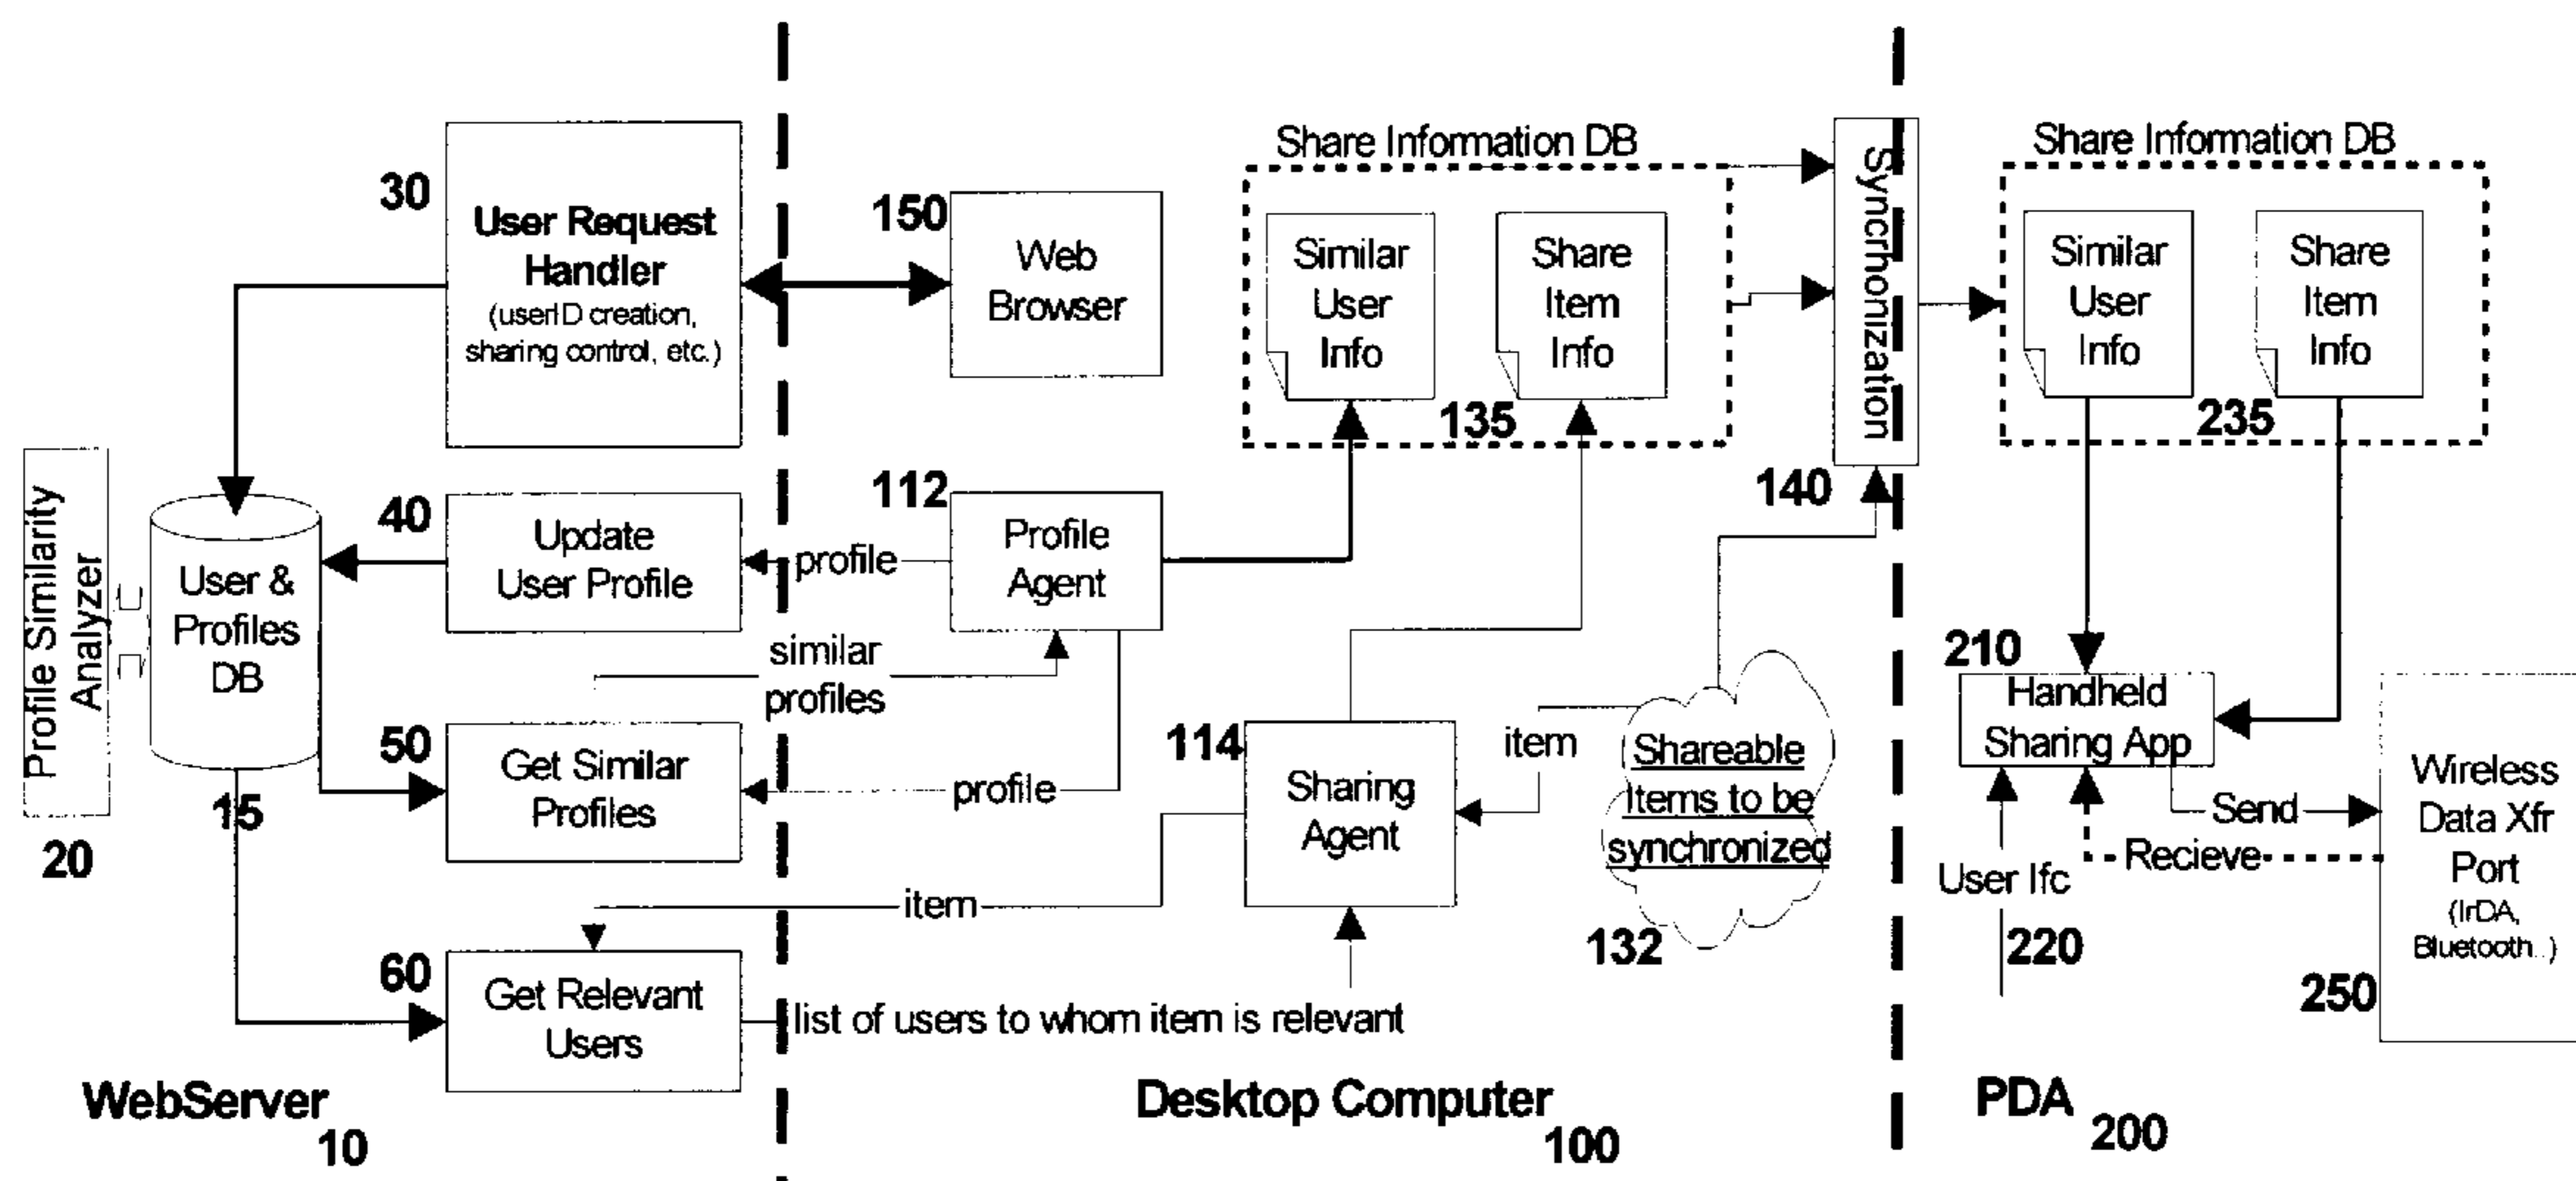 30
User Request
Handler
(userID creation,
sharing control, etc.)
150
Web
Browser
Share Information DB
Similar
User
Info
Share
Item
Info
135
Syncrhonization
140
Share Information DB
Similar
User
Info
Share
Item
Info
235
Profile Similarity
Analyzer
20
User &
Profiles
DB
15
40
Update
User Profile
profile
112
Profile
Agent
similar
profiles
50
Get Similar
Profiles
profile
114
Sharing
Agent
item
Shareable
Items to be
synchronized
132
item
60
Get Relevant
Users
list of users to whom item is relevant
210
Handheld
Sharing App
Send
Recieve
User Ifc
220
Wireless
Data Xfr
Port
(IrDA,
Bluetooth..)
250
WebServer
10
Desktop Computer
100
PDA
200